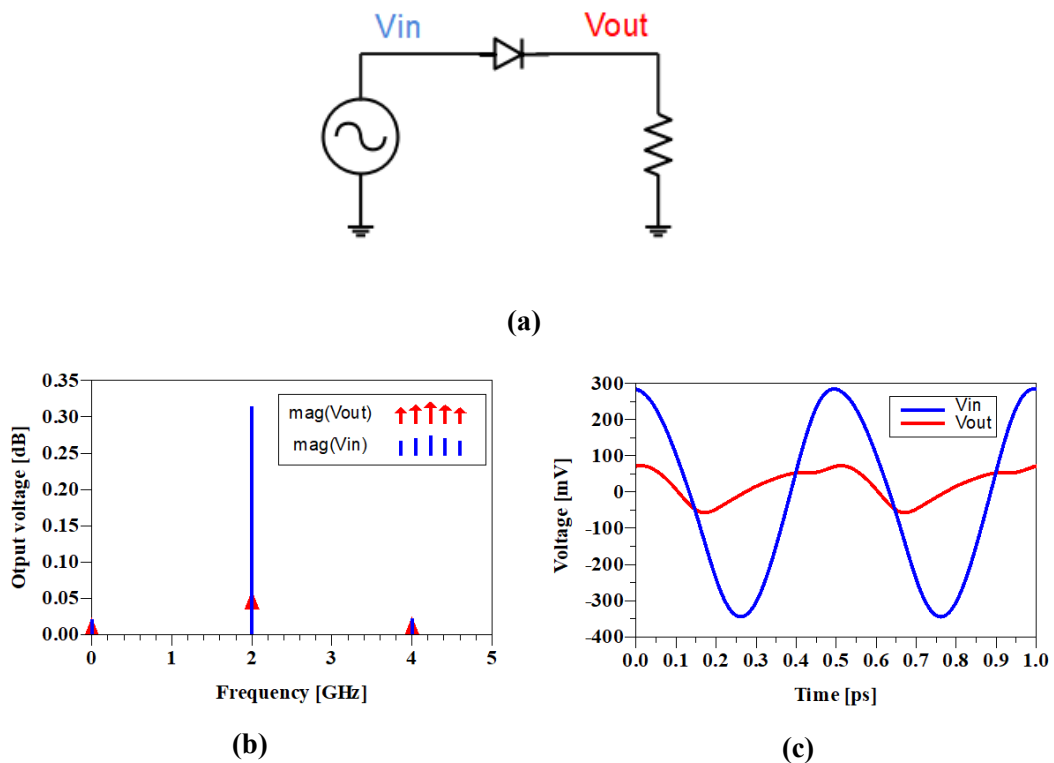 Vin Vout
(a)
Otput voltage [dB]
0.35
0.30
0.25
0.20
0.15
0.10
0.05
0.00
mag(Vout)
mag(Vin)
0 1 2 3 4 5
Frequency [GHz]
(b)
Voltage [mV]
300
200
100
0
-100
-200
-300
-400
Vin
Vout
0.0 0.1 0.2 0.3 0.4 0.5 0.6 0.7 0.8 0.9 1.0
Time [ps]
(c)